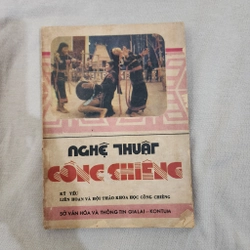 NGHỆ THUẬT
CỒNG CHIÊNG
KỶ YẾU
LIÊN HOAN VÀ HỘI THẢO KHOA HỌC CỒNG CHIÊNG
SỞ VĂN HÓA VÀ THÔNG TIN GIALAI - KONTUM